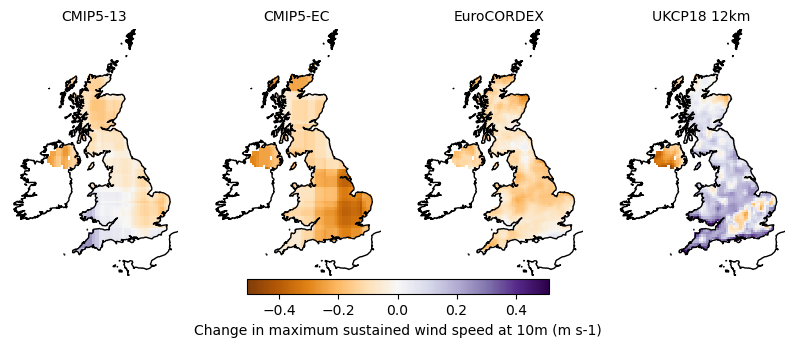 CMIP5-13 CMIP5-EC EuroCORDEX UKCP18 12km
−0.4 −0.2 0.0 0.2 0.4
Change in maximum sustained wind speed at 10m (m s-1)